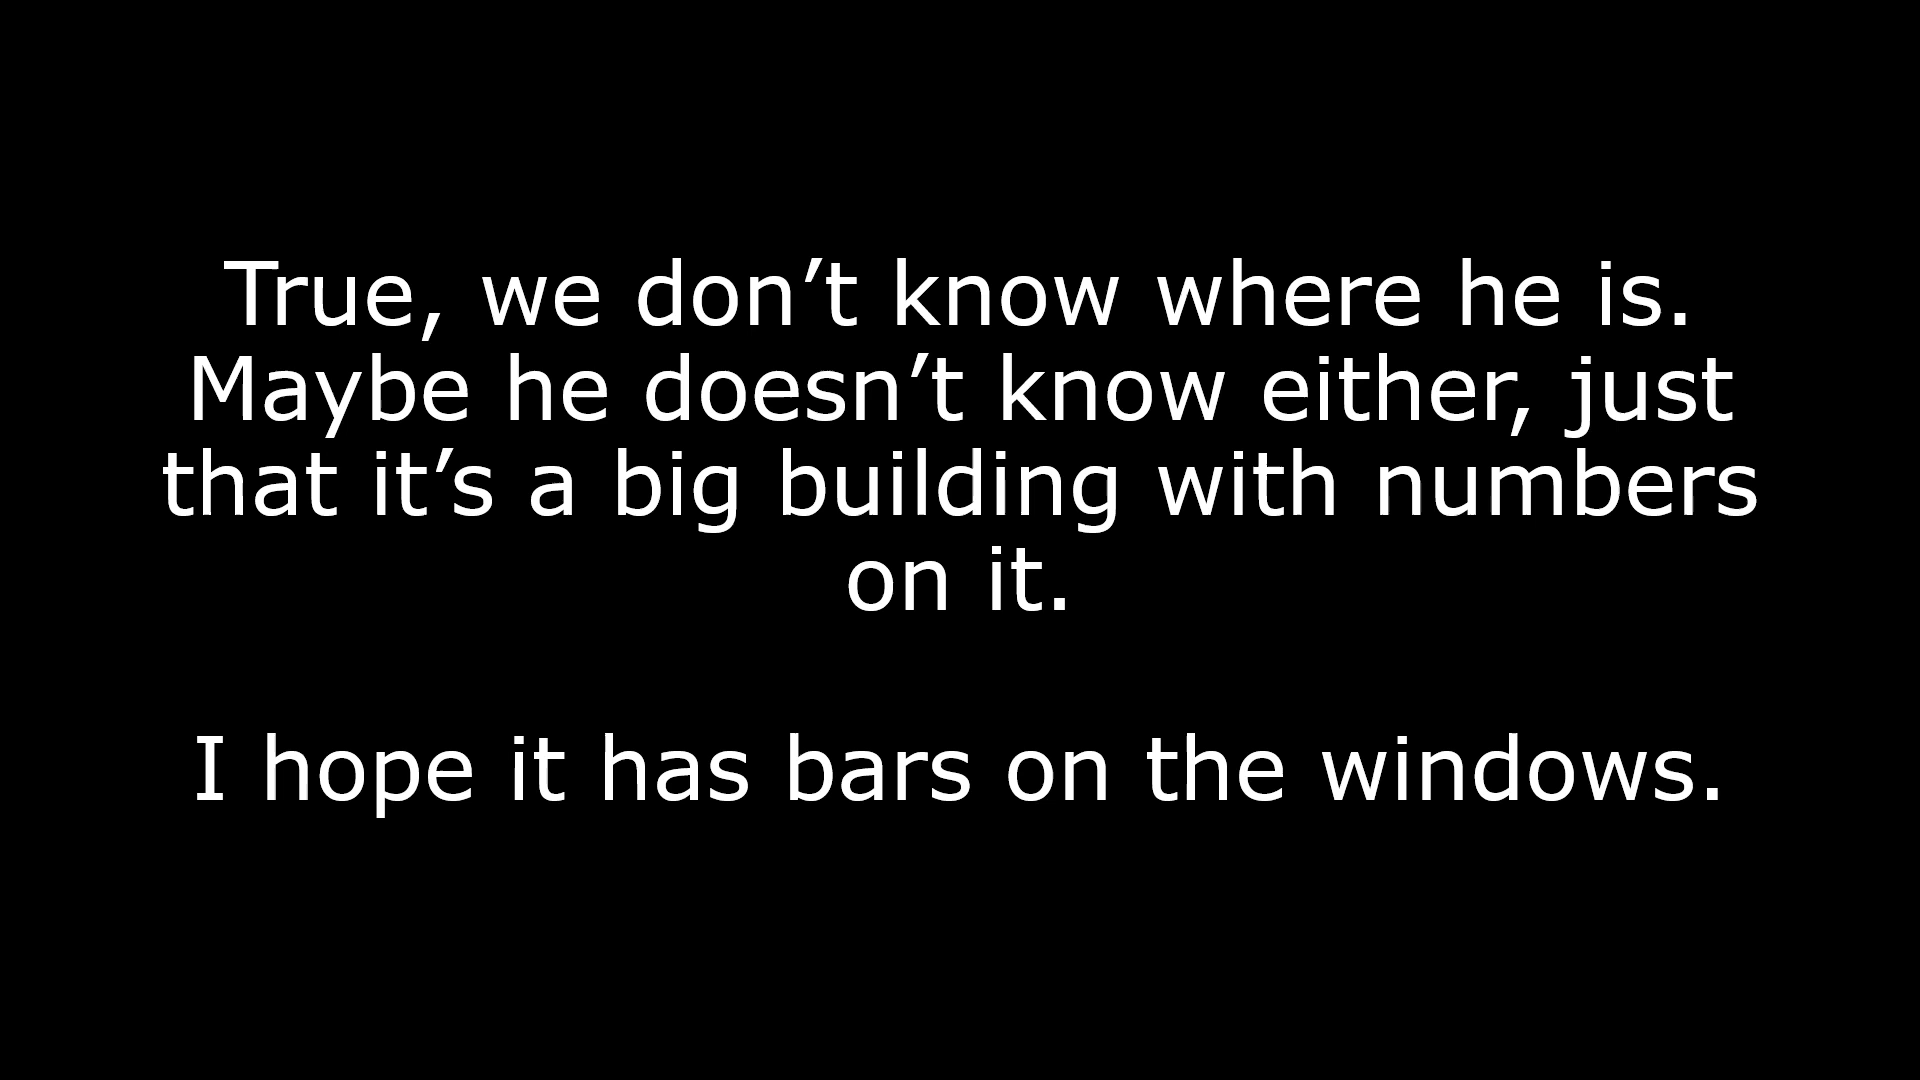 True, we don’t know where he is.
Maybe he doesn’t know either, just
that it’s a big building with numbers
on it.
I hope it has bars on the windows.